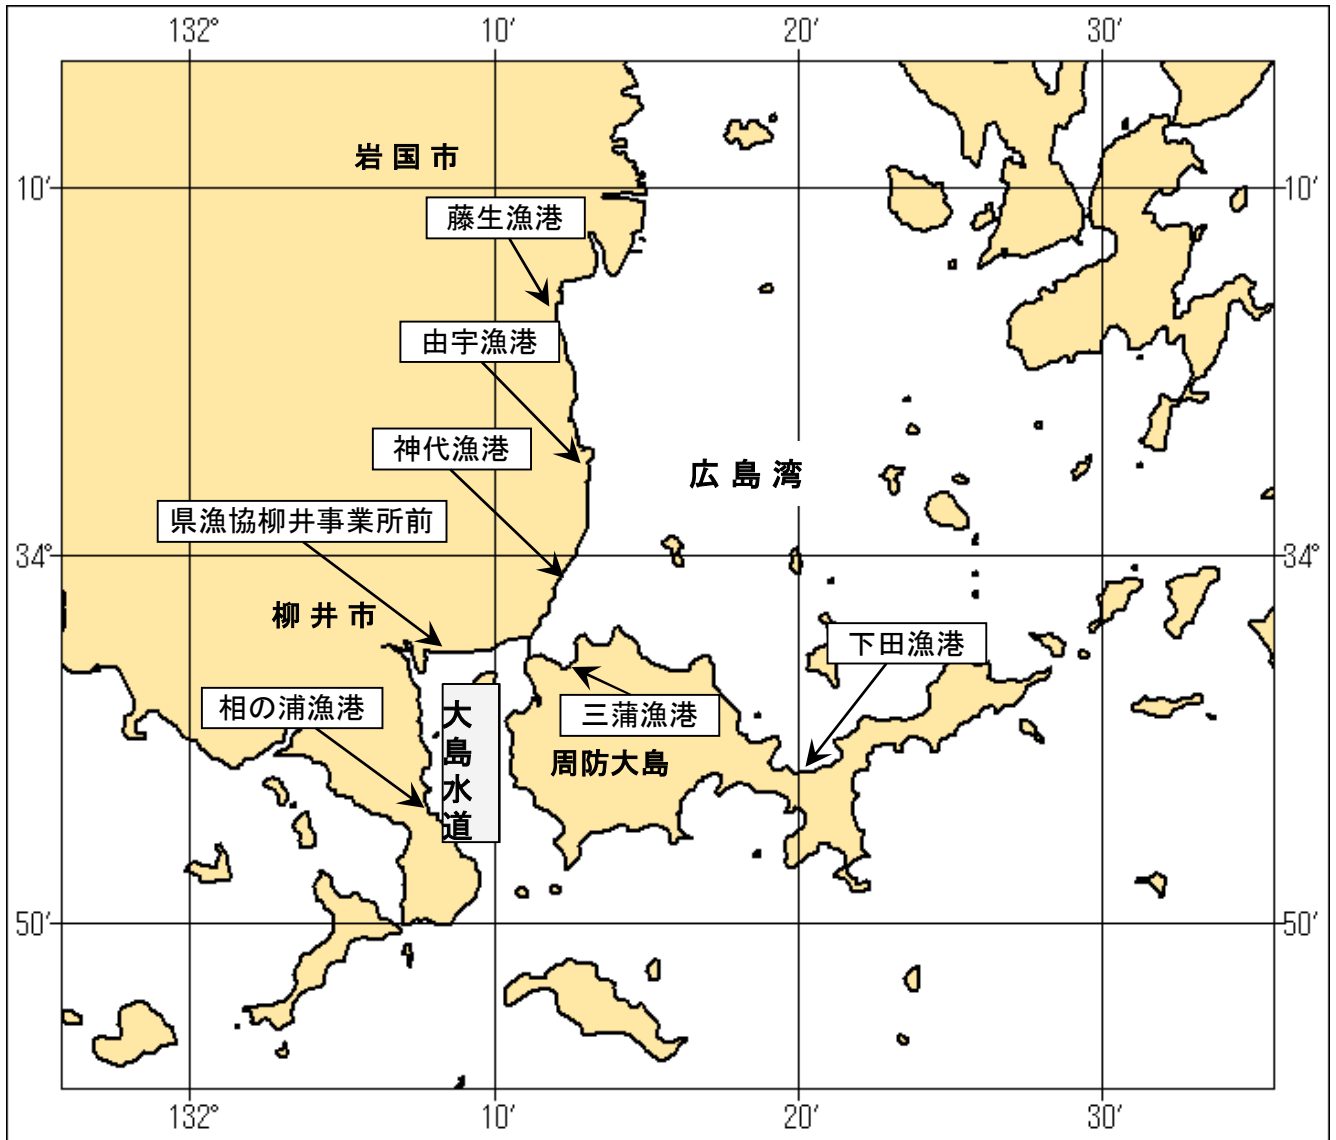 132° 10′ 20′ 30′
岩国市
10′ 10′
藤生漁港
由宇漁港
神代漁港
広島湾
県漁協柳井事業所前
34° 34°
柳井市
下田漁港
相の浦漁港
三蒲漁港
大島水道
周防大島
50′ 50′
132° 10′ 20′ 30′